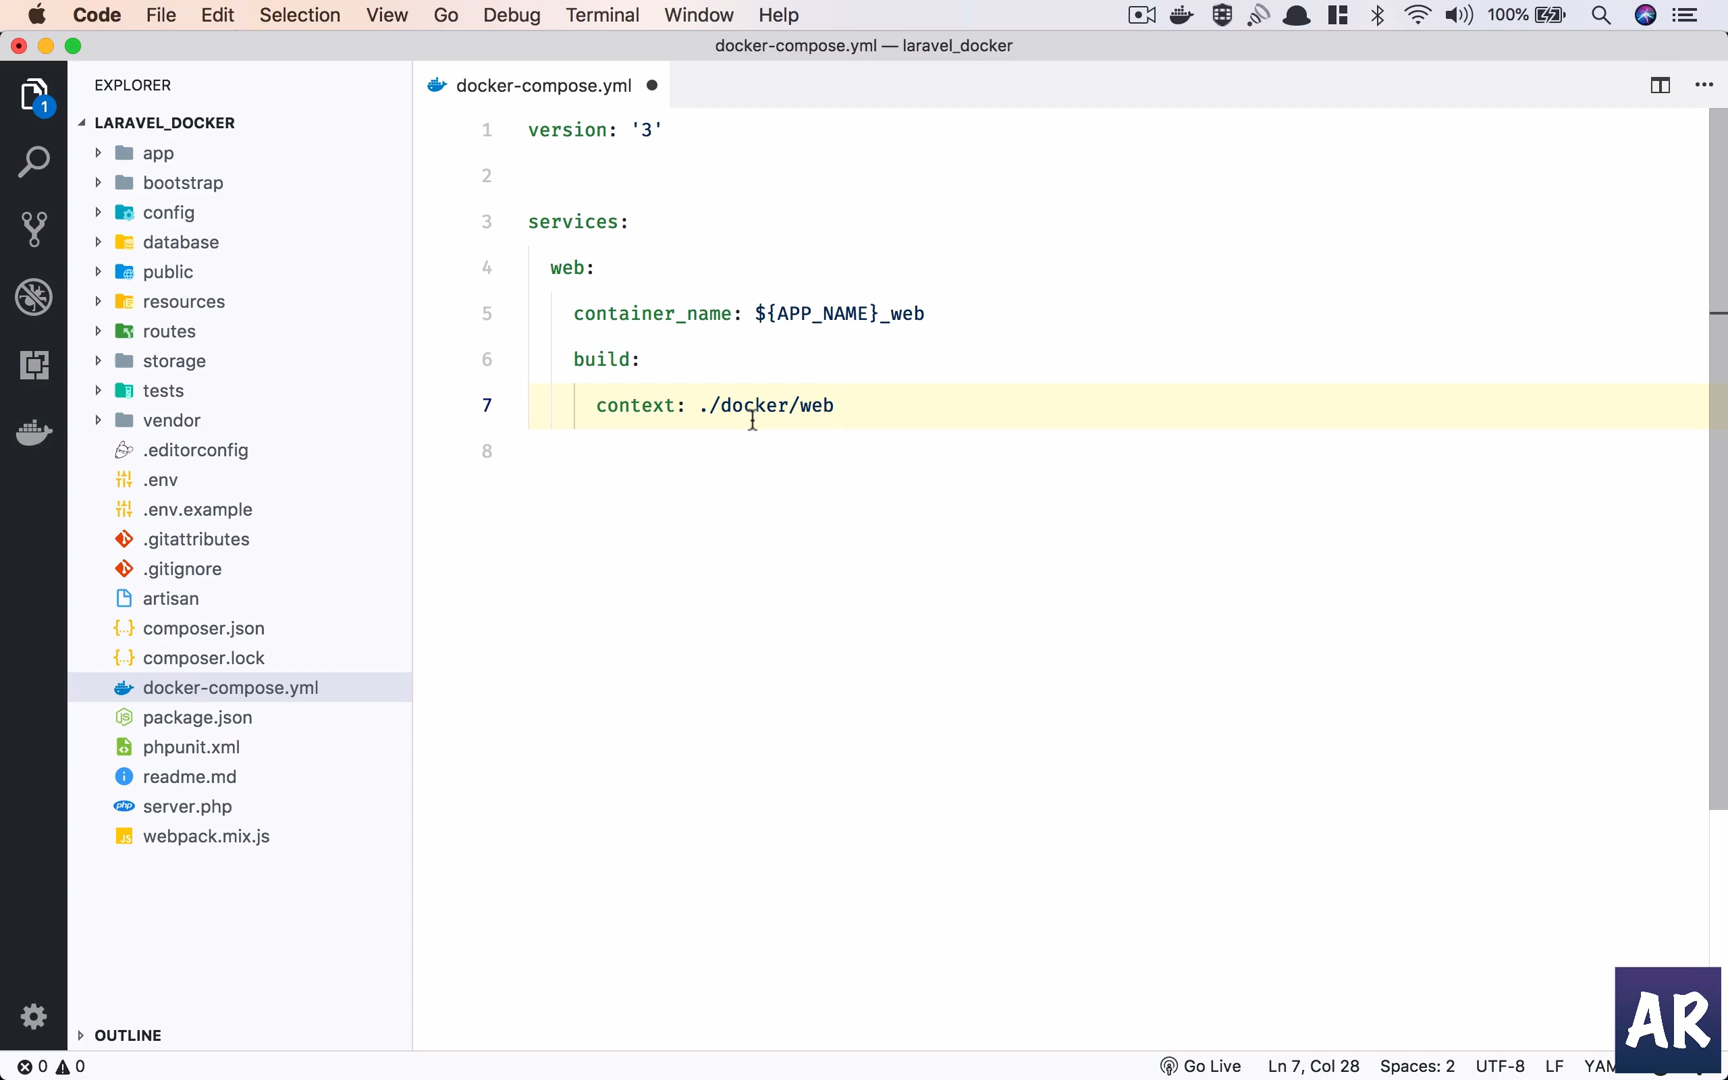 Code File Edit Selection View Go Debug Terminal Window Help 100%
docker-compose.yml — laravel_docker
EXPLORER
docker-compose.yml
1
LARAVEL_DOCKER
app
bootstrap
config
database
public
resources
routes
storage
tests
vendor
.editorconfig
.env
.env.example
.gitattributes
.gitignore
artisan
composer.json
composer.lock
docker-compose.yml
package.json
phpunit.xml
readme.md
server.php
webpack.mix.js
OUTLINE
1 version: '3'
2
3 services:
4 web:
5 container_name: ${APP_NAME}_web
6 build:
7 context: ./docker/web
8
AR
0 0 Go Live Ln 7, Col 28 Spaces: 2 UTF-8 LF